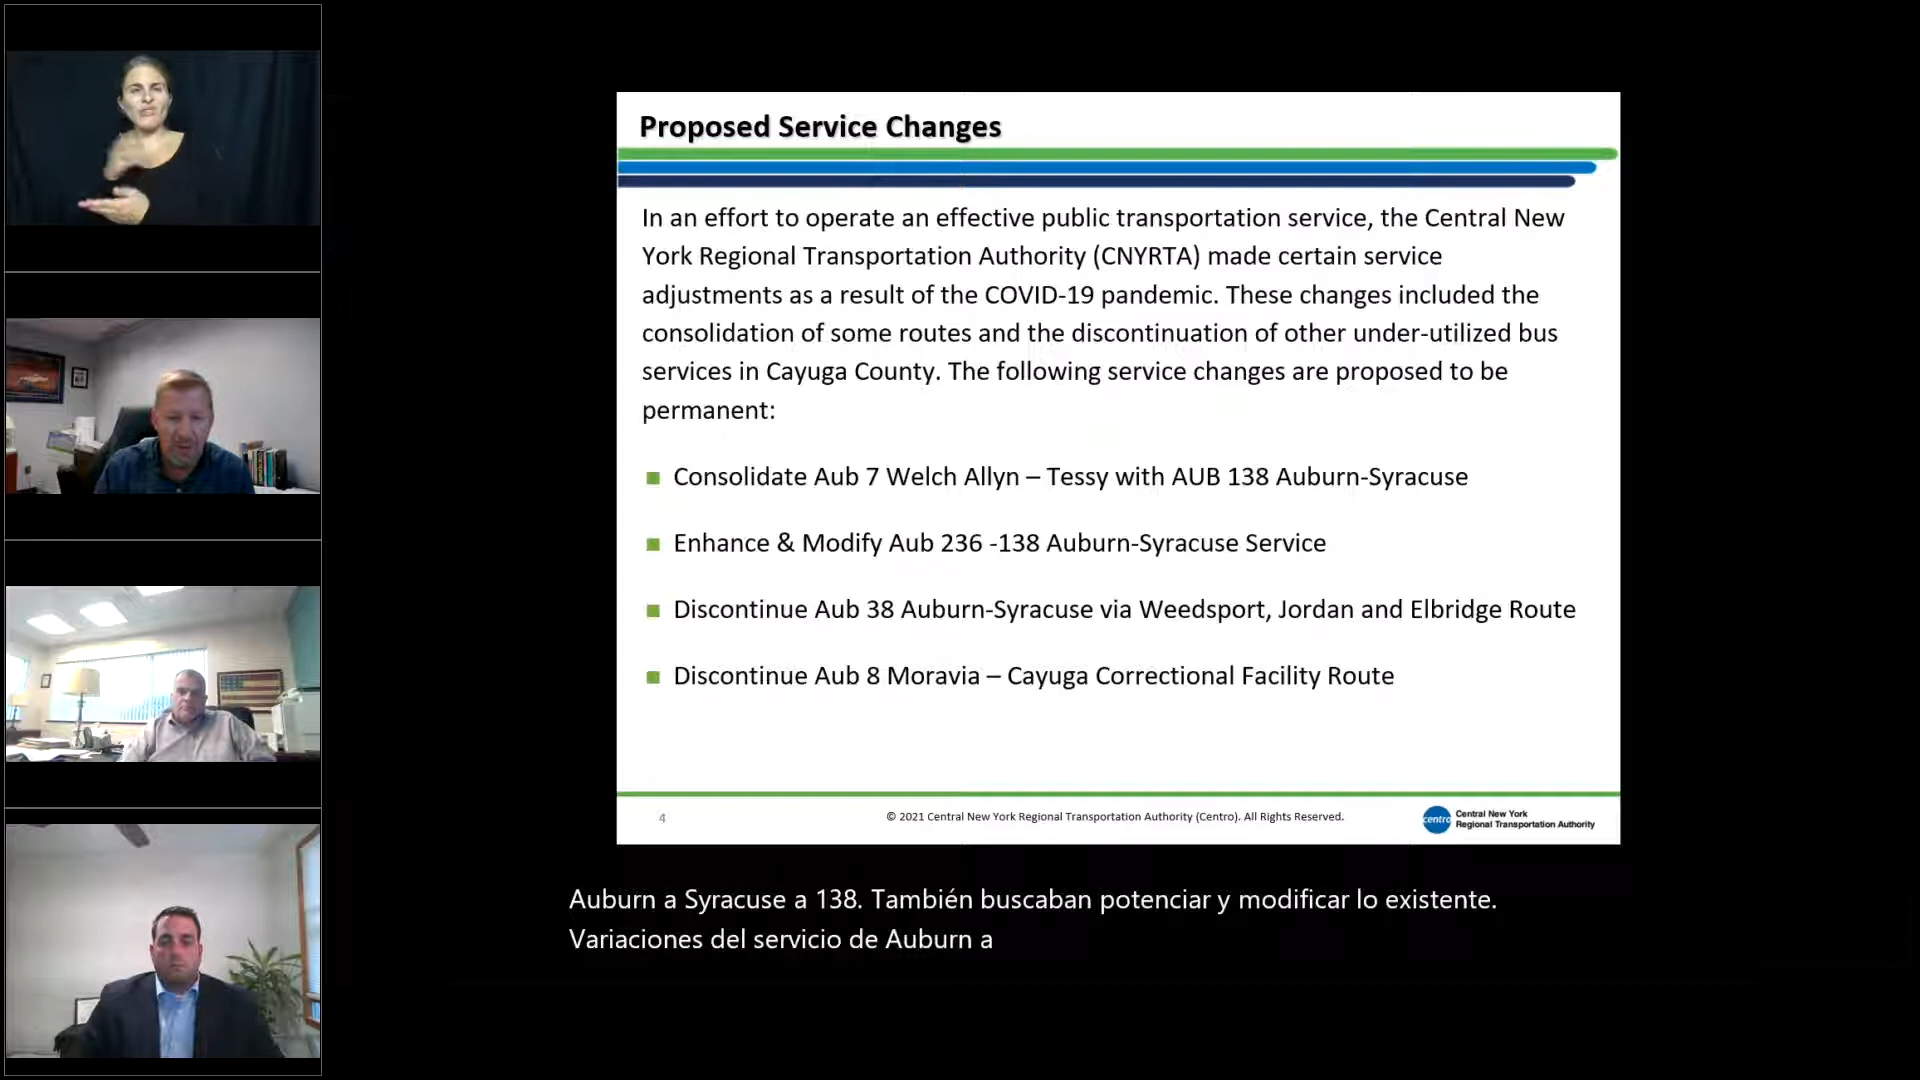 Proposed Service Changes
In an effort to operate an effective public transportation service, the Central New
York Regional Transportation Authority (CNYRTA) made certain service
adjustments as a result of the COVID-19 pandemic. These changes included the
consolidation of some routes and the discontinuation of other under-utilized bus
services in Cayuga County. The following service changes are proposed to be
permanent:
Consolidate Aub 7 Welch Allyn – Tessy with AUB 138 Auburn-Syracuse
Enhance & Modify Aub 236 -138 Auburn-Syracuse Service
Discontinue Aub 38 Auburn-Syracuse via Weedsport, Jordan and Elbridge Route
Discontinue Aub 8 Moravia – Cayuga Correctional Facility Route
4
© 2021 Central New York Regional Transportation Authority (Centro). All Rights Reserved.
centro
Central New York
Regional Transportation Authority
Auburn a Syracuse a 138. También buscaban potenciar y modificar lo existente.
Variaciones del servicio de Auburn a